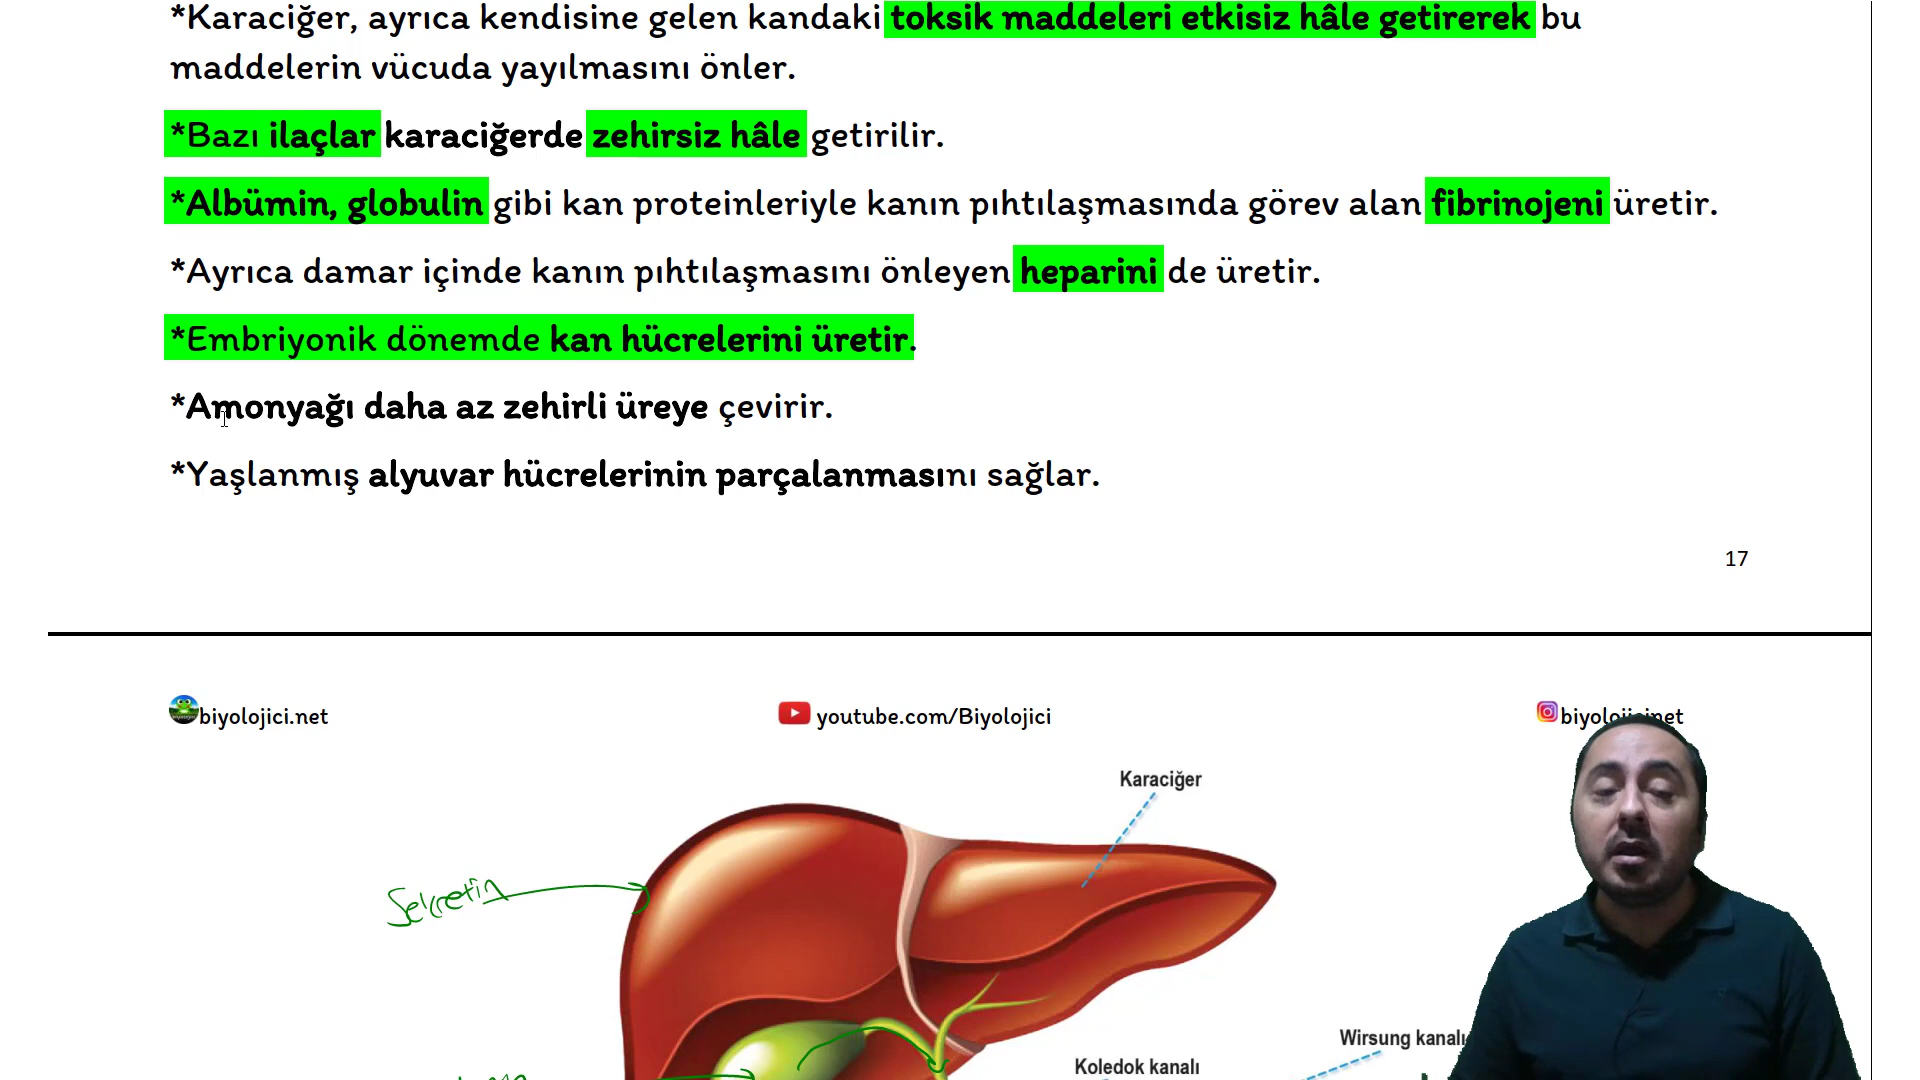 *Karaciğer, ayrıca kendisine gelen kandaki toksik maddeleri etkisiz hâle getirerek bu
maddelerin vücuda yayılmasını önler.
*Bazı ilaçlar karaciğerde zehirsiz hâle getirilir.
*Albümin, globulin gibi kan proteinleriyle kanın pıhtılaşmasında görev alan fibrinojeni üretir.
*Ayrıca damar içinde kanın pıhtılaşmasını önleyen heparini de üretir.
*Embriyonik dönemde kan hücrelerini üretir.
*Amonyağı daha az zehirli üreye çevirir.
*Yaşlanmış alyuvar hücrelerinin parçalanmasını sağlar.
17
biyolojici.net
youtube.com/Biyolojici
Karaciğer
Sekretin
Wirsung kanalı
Koledok kanalı